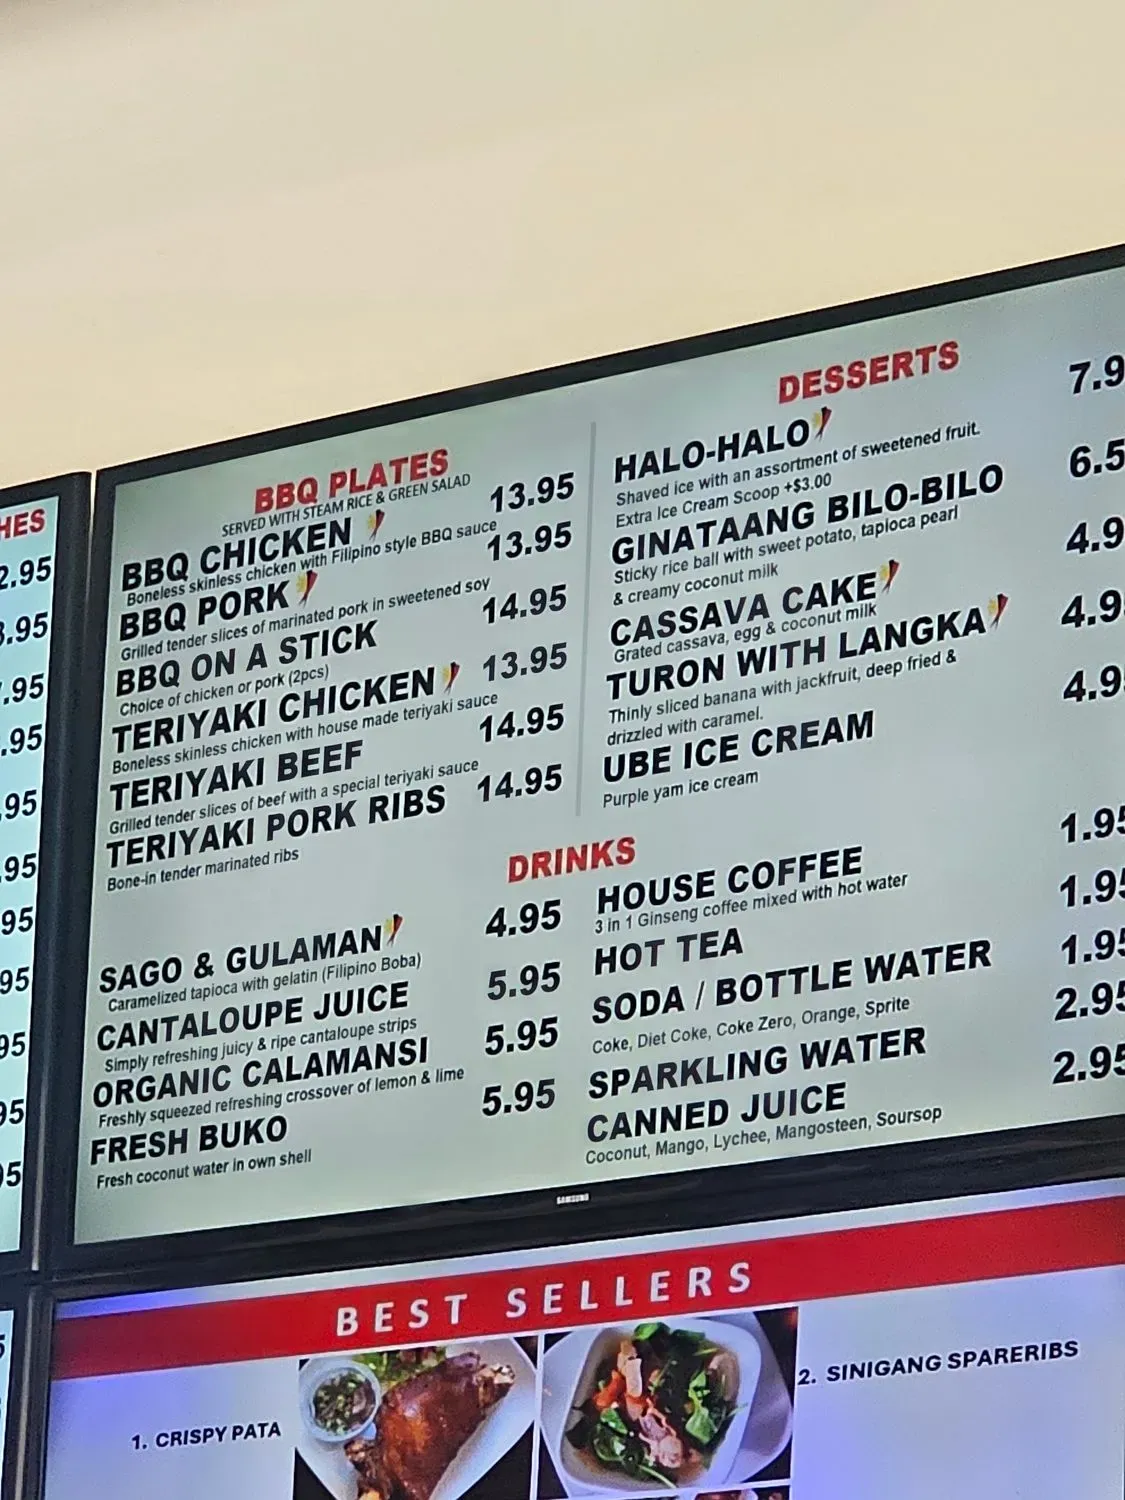 HES
2.95
.95
.95
.95
.95
.95
95
95
95
95
BBQ PLATES
SERVED WITH STEAM RICE & GREEN SALAD
BBQ CHICKEN 13.95
Boneless skinless chicken with Filipino style BBQ sauce
BBQ PORK 13.95
Grilled tender slices of marinated pork in sweetened soy
BBQ ON A STICK 14.95
Choice of chicken or pork (2pcs)
TERIYAKI CHICKEN 13.95
Boneless skinless chicken with house made teriyaki sauce
TERIYAKI BEEF 14.95
Grilled tender slices of beef with a special teriyaki sauce
TERIYAKI PORK RIBS 14.95
Bone-in tender marinated ribs
DESSERTS
HALO-HALO 7.9
Shaved ice with an assortment of sweetened fruit.
Extra Ice Cream Scoop +$3.00
GINATAANG BILO-BILO 6.5
Sticky rice ball with sweet potato, tapioca pearl
& creamy coconut milk
CASSAVA CAKE 4.9
Grated cassava, egg & coconut milk
TURON WITH LANGKA 4.9
Thinly sliced banana with jackfruit, deep fried &
drizzled with caramel.
UBE ICE CREAM 4.9
Purple yam ice cream
DRINKS
SAGO & GULAMAN 4.95
Caramelized tapioca with gelatin (Filipino Boba)
CANTALOUPE JUICE 5.95
Simply refreshing juicy & ripe cantaloupe strips
ORGANIC CALAMANSI 5.95
Freshly squeezed refreshing crossover of lemon & lime
FRESH BUKO 5.95
Fresh coconut water in own shell
HOUSE COFFEE 1.95
3 in 1 Ginseng coffee mixed with hot water
HOT TEA 1.95
SODA / BOTTLE WATER 1.95
Coke, Diet Coke, Coke Zero, Orange, Sprite
SPARKLING WATER 2.95
CANNED JUICE 2.95
Coconut, Mango, Lychee, Mangosteen, Soursop
SAMSUNG
BEST SELLERS
1. CRISPY PATA
2. SINIGANG SPARERIBS